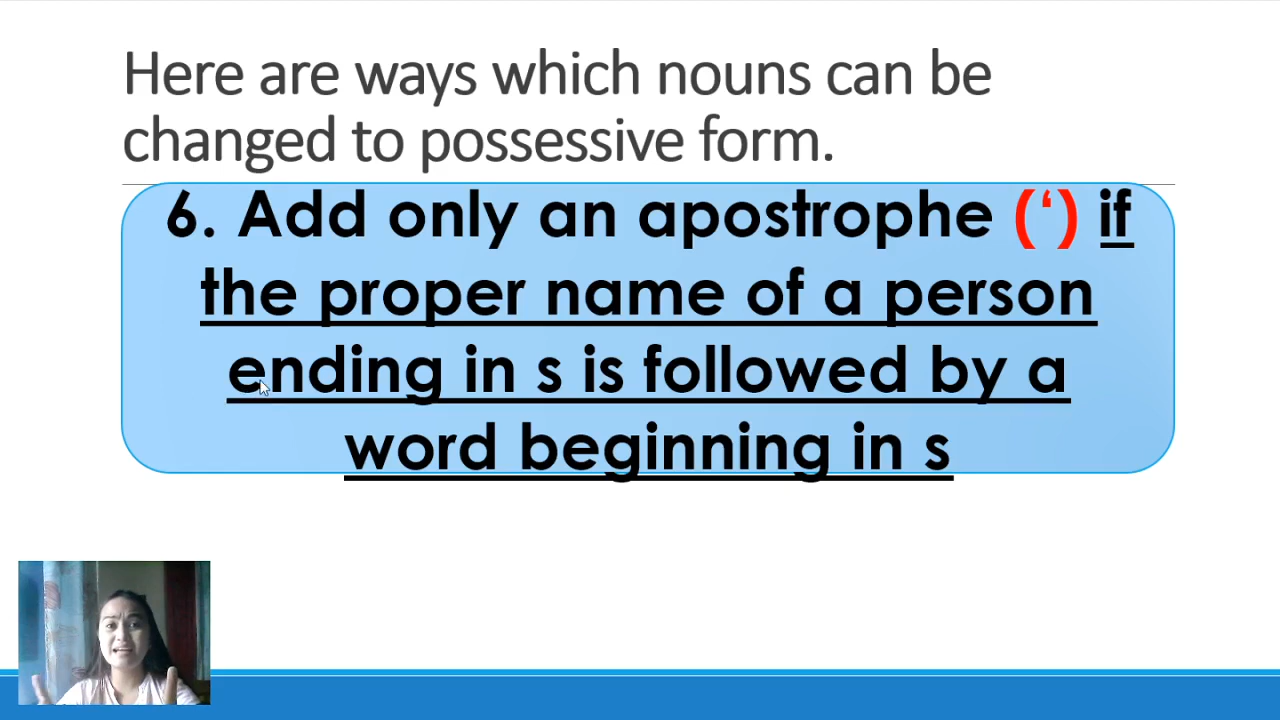 Here are ways which nouns can be
changed to possessive form.
6. Add only an apostrophe (‘) if
the proper name of a person
ending in s is followed by a
word beginning in s